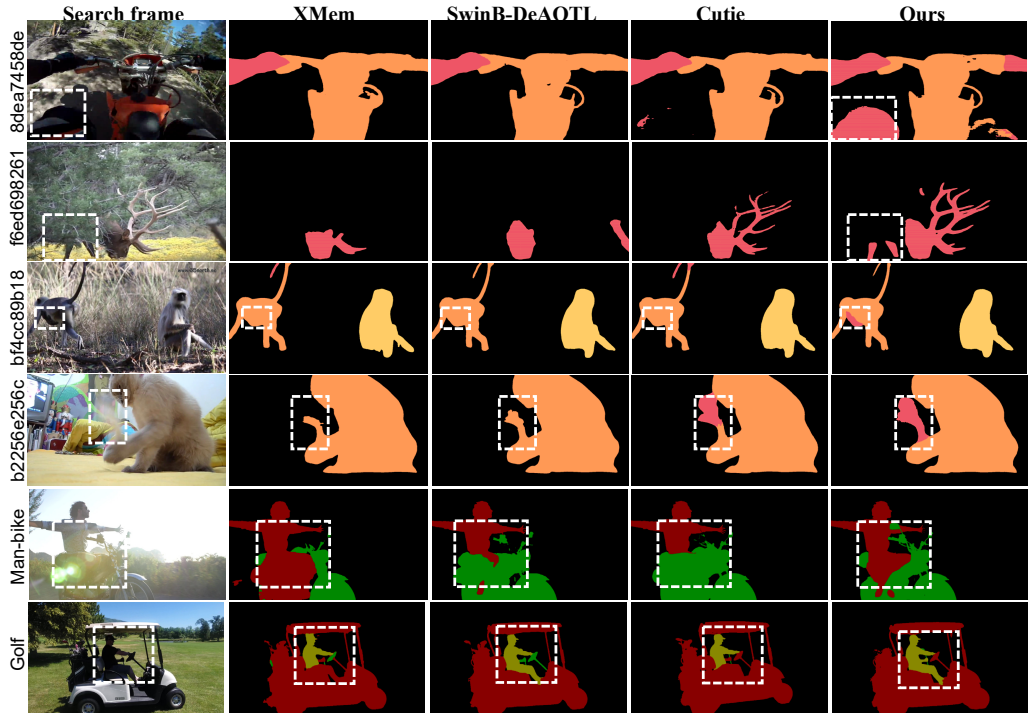 Search frame XMem SwinB-DeAOTL Cutie Ours
8dea7458de
f6ed698261
bf4cc89b18
b2256e256c
Man-bike
Golf